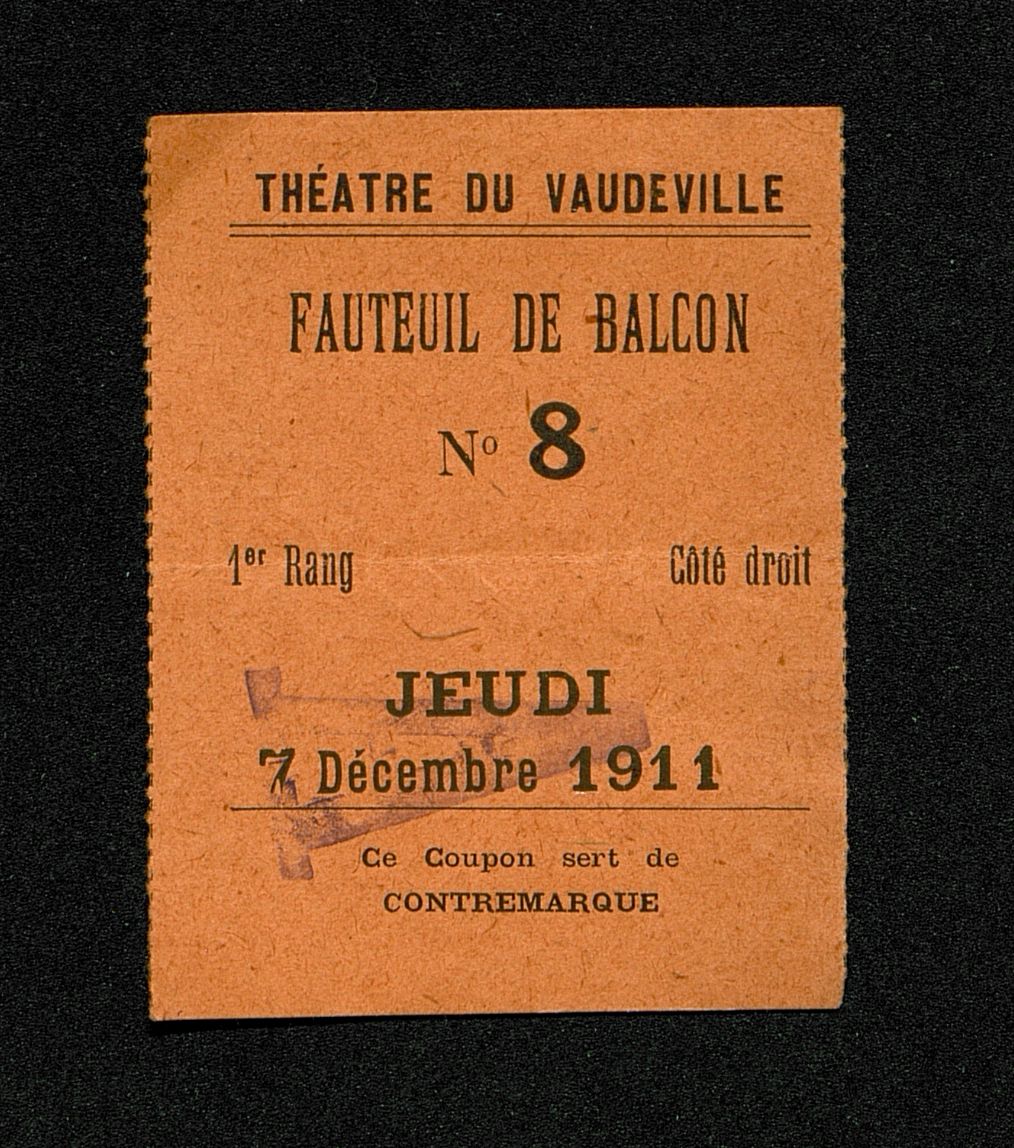 THÉATRE DU VAUDEVILLE
FAUTEUIL DE BALCON
Nº 8
1er Rang Côté droit
JEUDI
7 Décembre 1911
Ce Coupon sert de
CONTREMARQUE